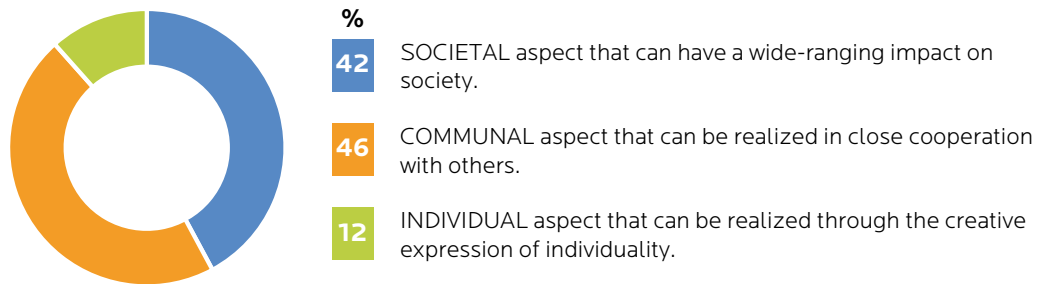 %
42 SOCIETAL aspect that can have a wide-ranging impact on
society.
46 COMMUNAL aspect that can be realized in close cooperation
with others.
12 INDIVIDUAL aspect that can be realized through the creative
expression of individuality.